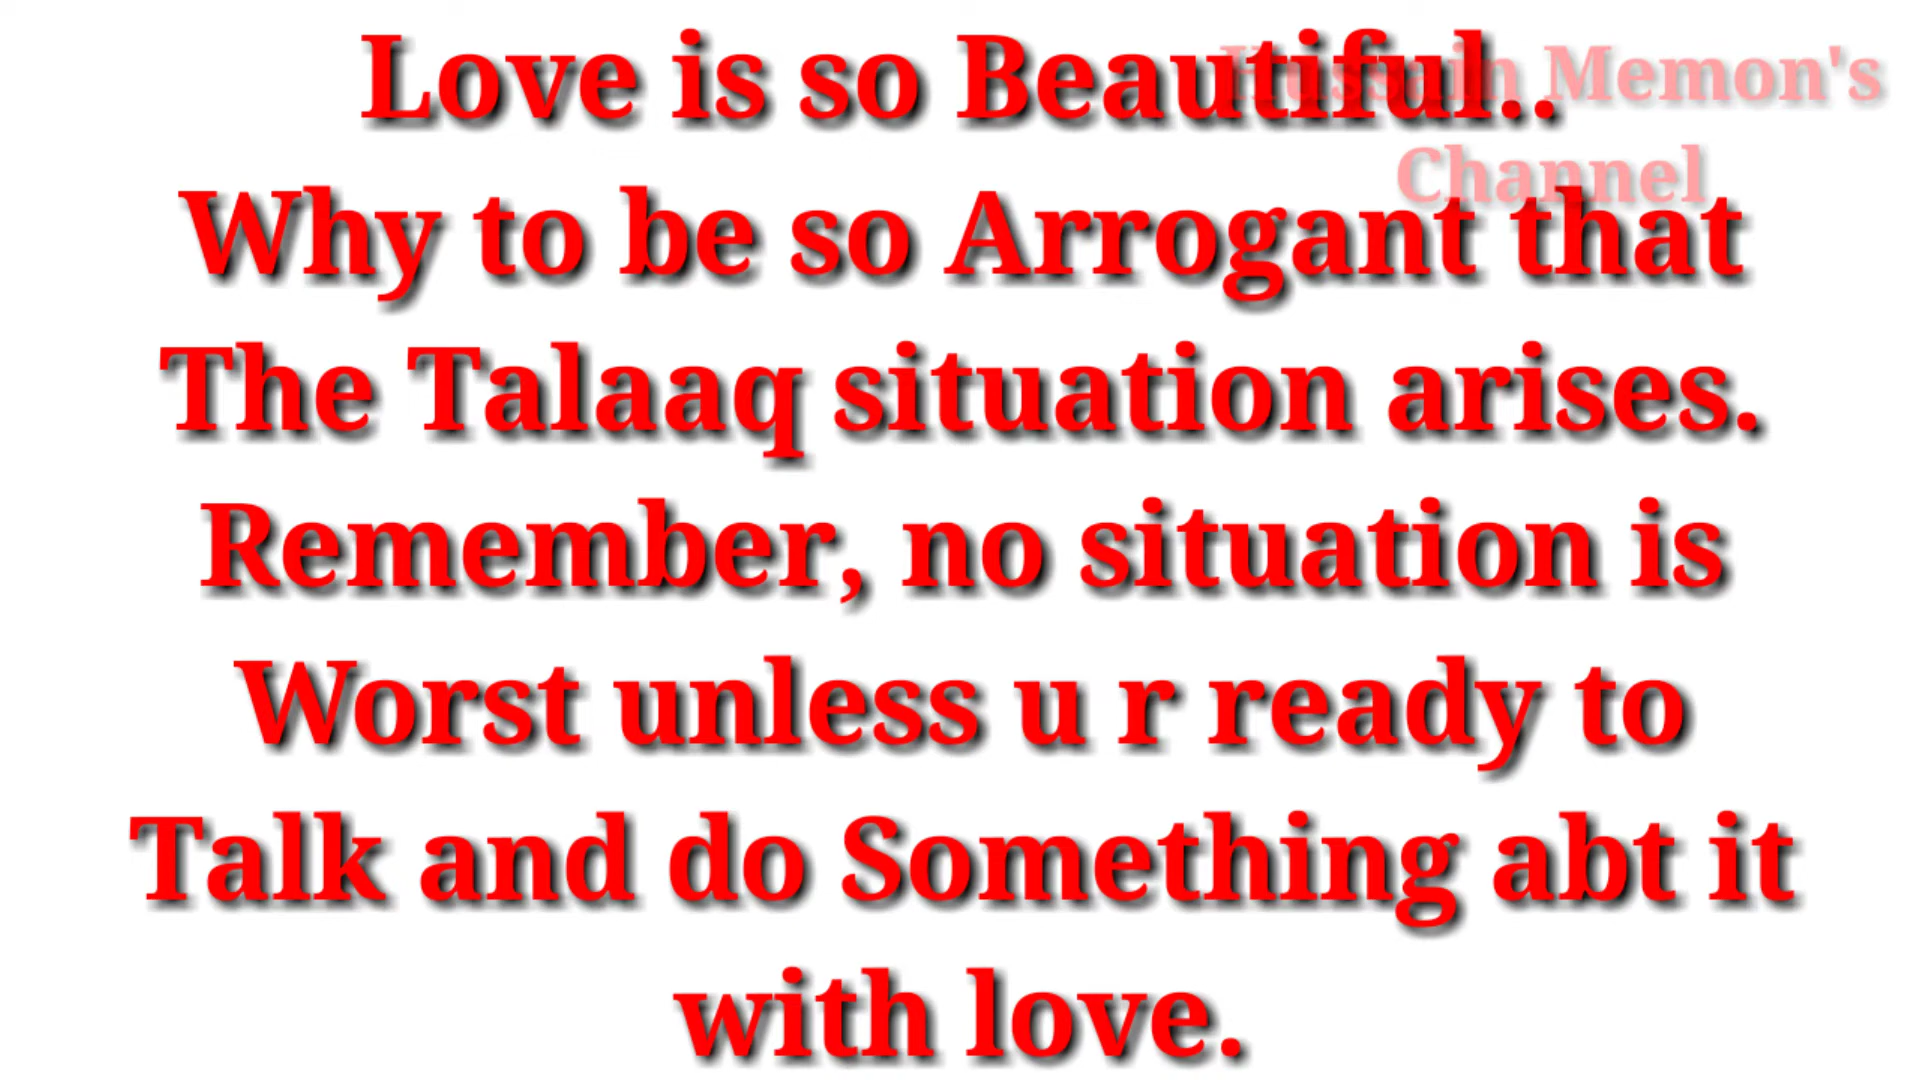 Love is so Beautiful..
Hussain Memon's
Channel
Why to be so Arrogant that
The Talaaq situation arises.
Remember, no situation is
Worst unless u r ready to
Talk and do Something abt it
with love.